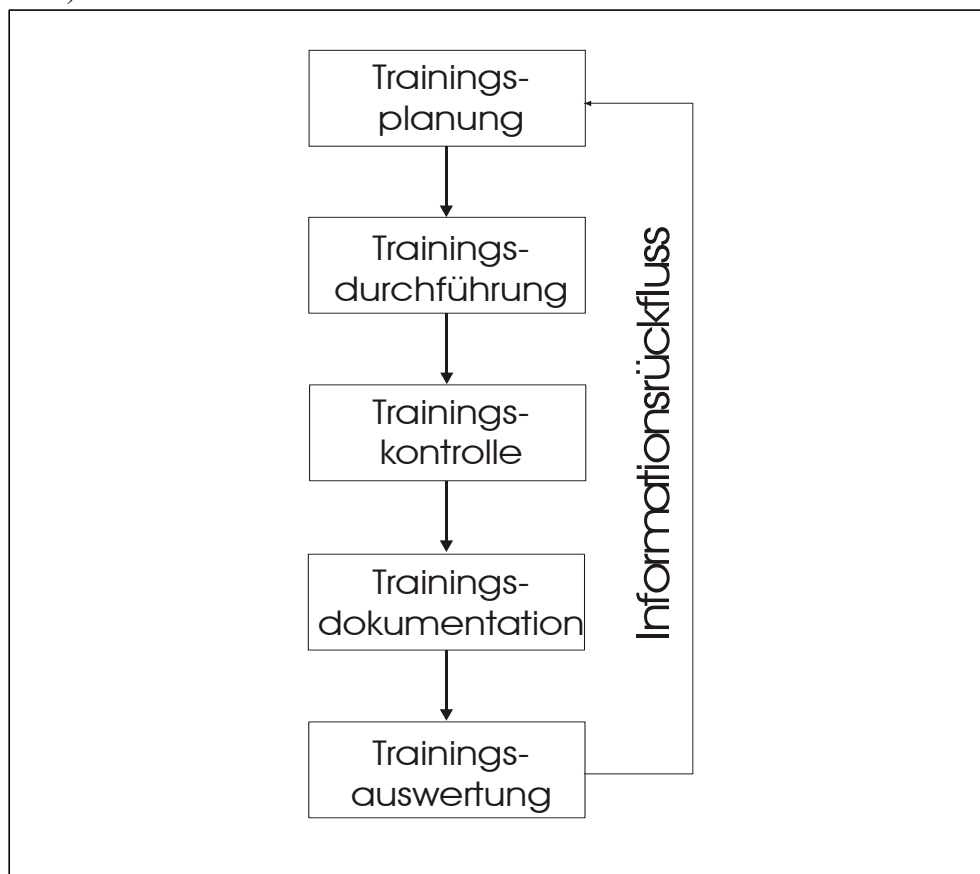 Trainings-
planung
Trainings-
durchführung
Trainings-
kontrolle
Trainings-
dokumentation
Trainings-
auswertung
Informationsrückfluss